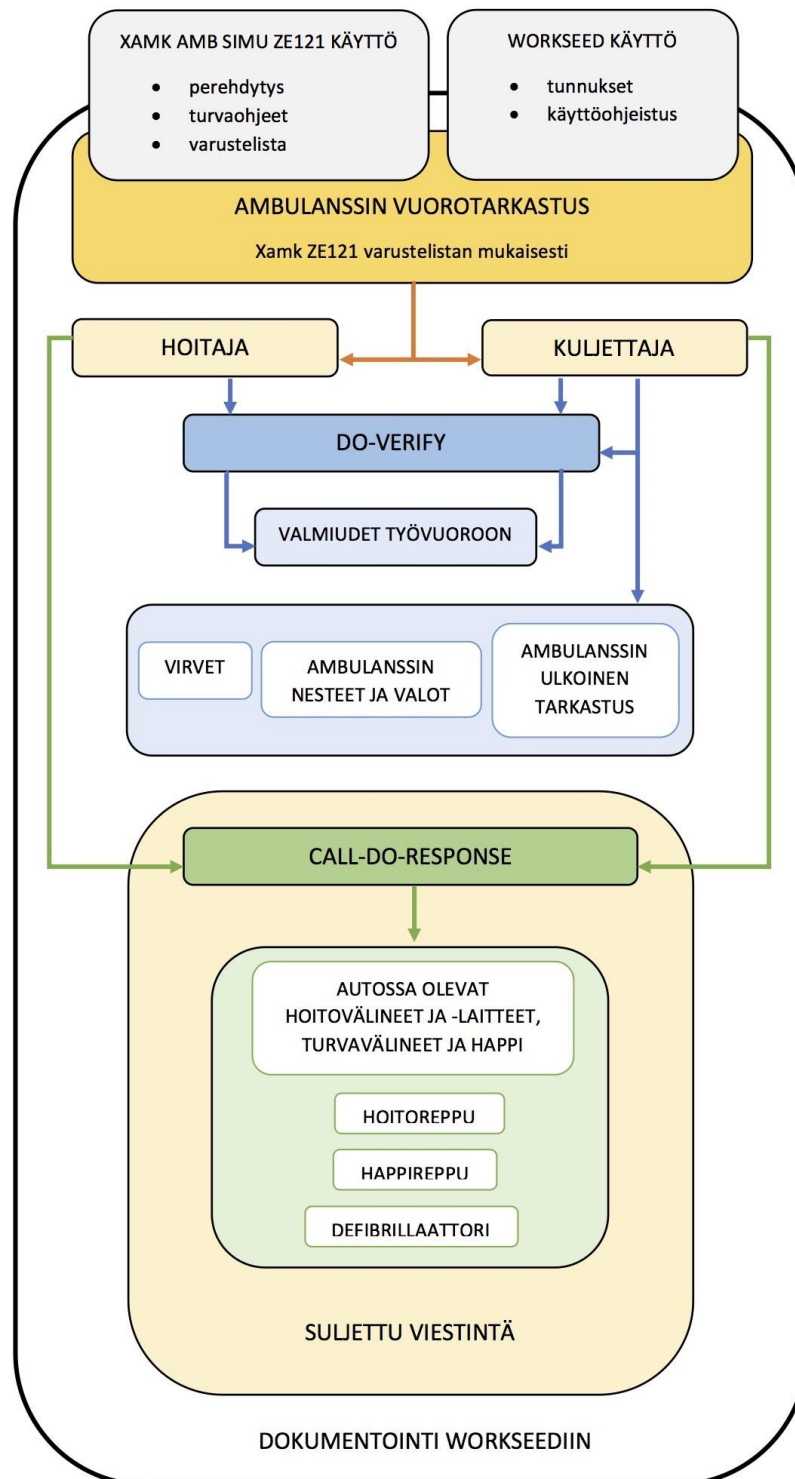 XAMK AMB SIMU ZE121 KÄYTTÖ
• perehdytys
• turvaohjeet
• varustelista
WORKSEED KÄYTTÖ
• tunnukset
• käyttöohjeistus
AMBULANSSIN VUOROTARKASTUS
Xamk ZE121 varustelistan mukaisesti
HOITAJA
KULJETTAJA
DO-VERIFY
VALMIUDET TYÖVUOROON
VIRVET
AMBULANSSIN
NESTEET JA VALOT
AMBULANSSIN
ULKOINEN
TARKASTUS
CALL-DO-RESPONSE
AUTOSSA OLEVAT
HOITOVÄLINEET JA -LAITTEET,
TURVAVÄLINEET JA HAPPI
HOITOREPPU
HAPPIREPPU
DEFIBRILLAATTORI
SULJETTU VIESTINTÄ
DOKUMENTOINTI WORKSEEDIIN